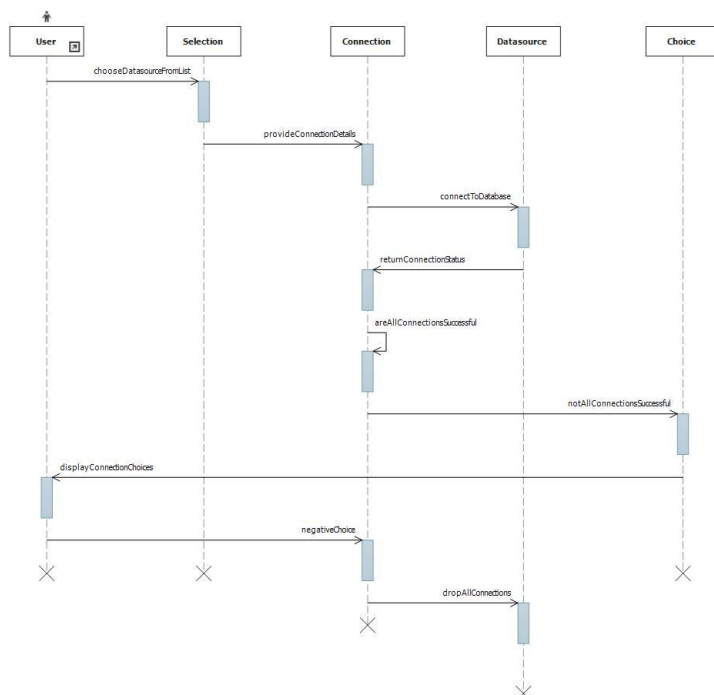 User
Selection
Connection
Datasource
Choice
chooseDatasourceFromList
provideConnectionDetails
connectToDatabase
returnConnectionStatus
areAllConnectionsSuccessful
notAllConnectionsSuccessful
displayConnectionChoices
negativeChoice
dropAllConnections